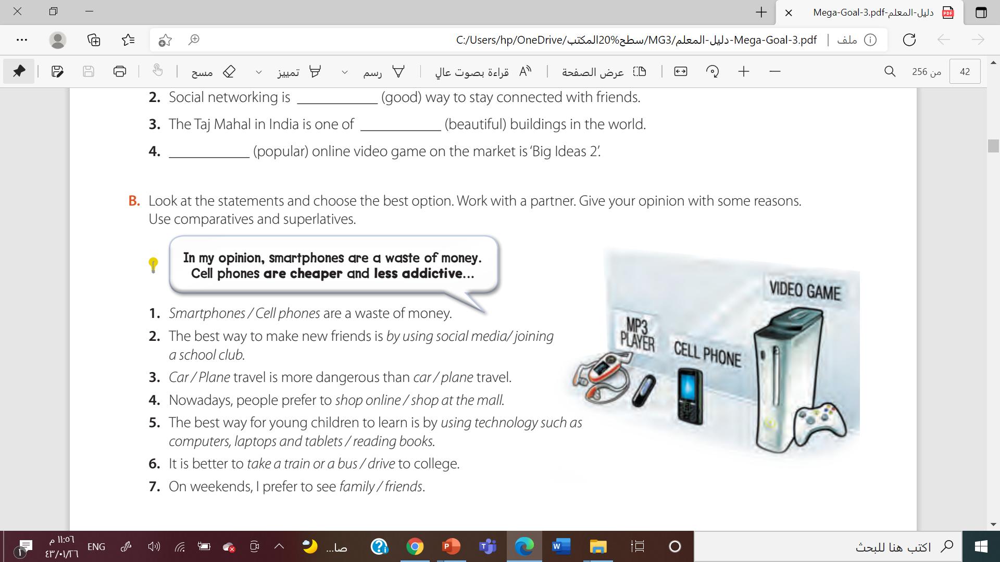 دليل-المعلم-Mega-Goal-3.pdf
ملف
C:/Users/hp/OneDrive/سطح%20المكتب/MG3/دليل-المعلم-Mega-Goal-3.pdf
42
من 256
عرض الصفحة
قراءة بصوت عالٍ
رسم
تمييز
مسح
2. Social networking is ___________ (good) way to stay connected with friends.
3. The Taj Mahal in India is one of ___________ (beautiful) buildings in the world.
4. ___________ (popular) online video game on the market is ‘Big Ideas 2’.
B. Look at the statements and choose the best option. Work with a partner. Give your opinion with some reasons.
Use comparatives and superlatives.
In my opinion, smartphones are a waste of money.
Cell phones are cheaper and less addictive...
1. Smartphones / Cell phones are a waste of money.
2. The best way to make new friends is by using social media/ joining
a school club.
3. Car / Plane travel is more dangerous than car / plane travel.
4. Nowadays, people prefer to shop online / shop at the mall.
5. The best way for young children to learn is by using technology such as
computers, laptops and tablets / reading books.
6. It is better to take a train or a bus / drive to college.
7. On weekends, I prefer to see family / friends.
VIDEO GAME
MP3
PLAYER
CELL PHONE
اكتب هنا للبحث
صا...
ENG
١١:٥٦ م
٤٣/٠١/٢٦
١